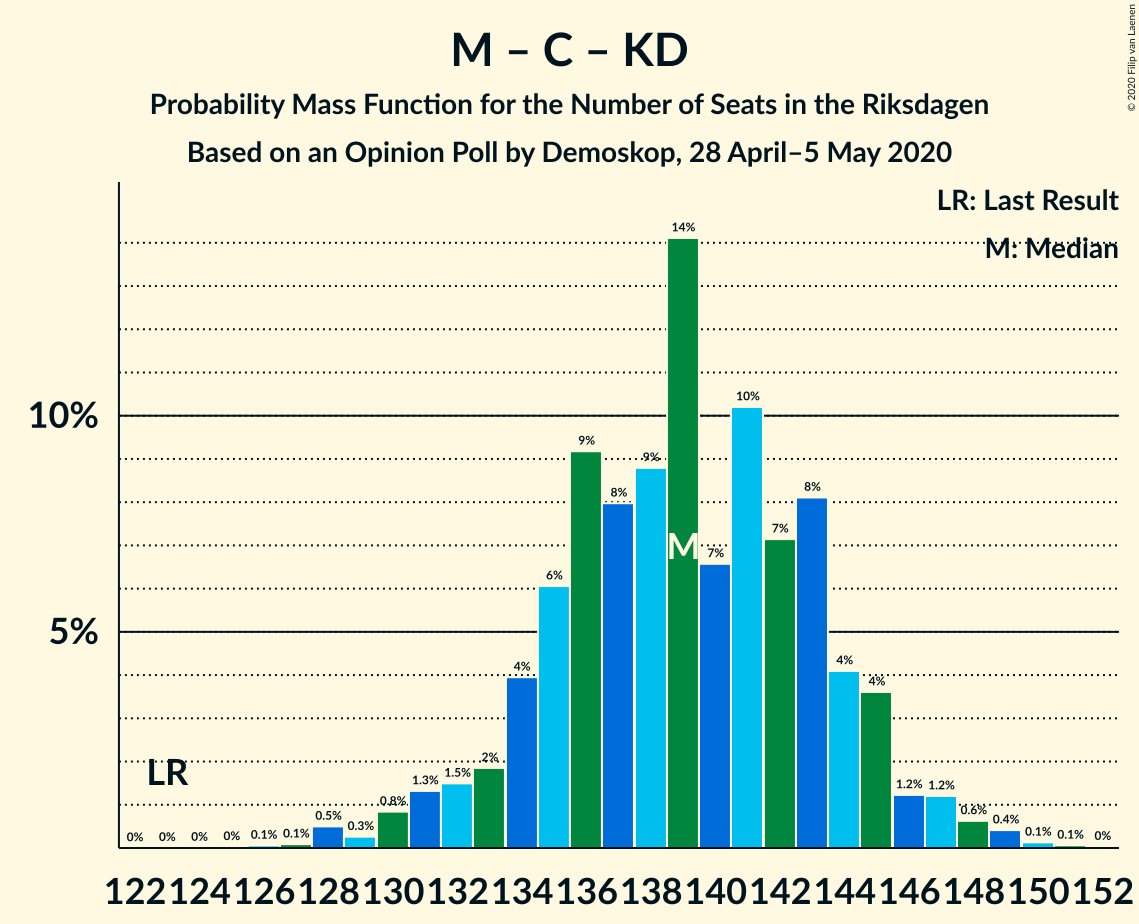 © 2020 Filip van Laenen
M – C – KD
Probability Mass Function for the Number of Seats in the Riksdagen
Based on an Opinion Poll by Demoskop, 28 April–5 May 2020
LR: Last Result
M: Median
14%
10%
10%
9%
9%
8%
8%
M
7%
7%
6%
5%
4%
4%
4%
LR
2%
1.5%
1.3%
1.2%
1.2%
0.8%
0.6%
0.5%
0.4%
0.3%
0% 0% 0% 0% 0.1% 0.1% 0.1% 0.1% 0%
122 124 126 128 130 132 134 136 138 140 142 144 146 148 150 152